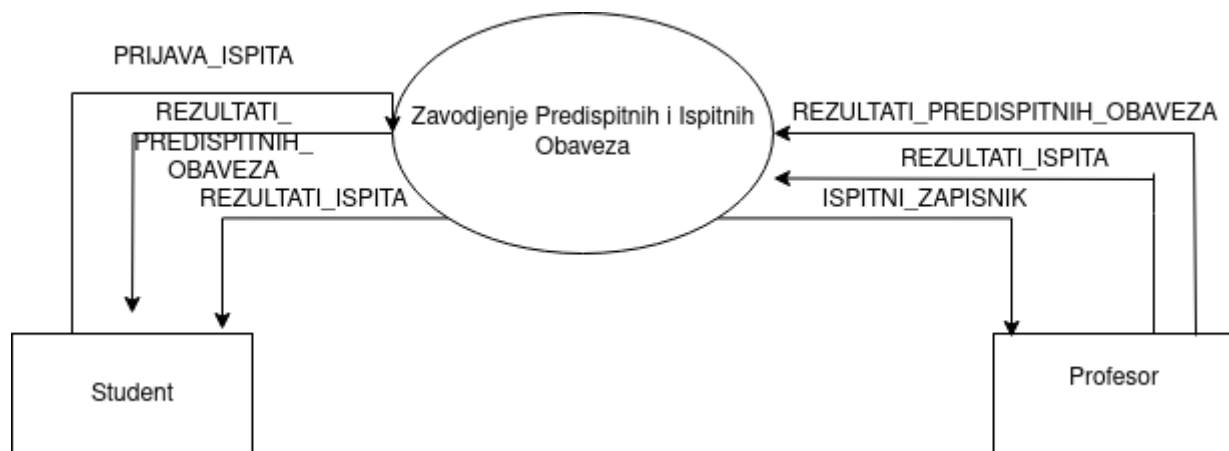 PRIJAVA_ISPITA
REZULTATI_
PREDISPITNIH_
OBAVEZA
REZULTATI_ISPITA
Zavodjenje Predispitnih i Ispitnih
Obaveza
REZULTATI_PREDISPITNIH_OBAVEZA
REZULTATI_ISPITA
ISPITNI_ZAPISNIK
Student
Profesor